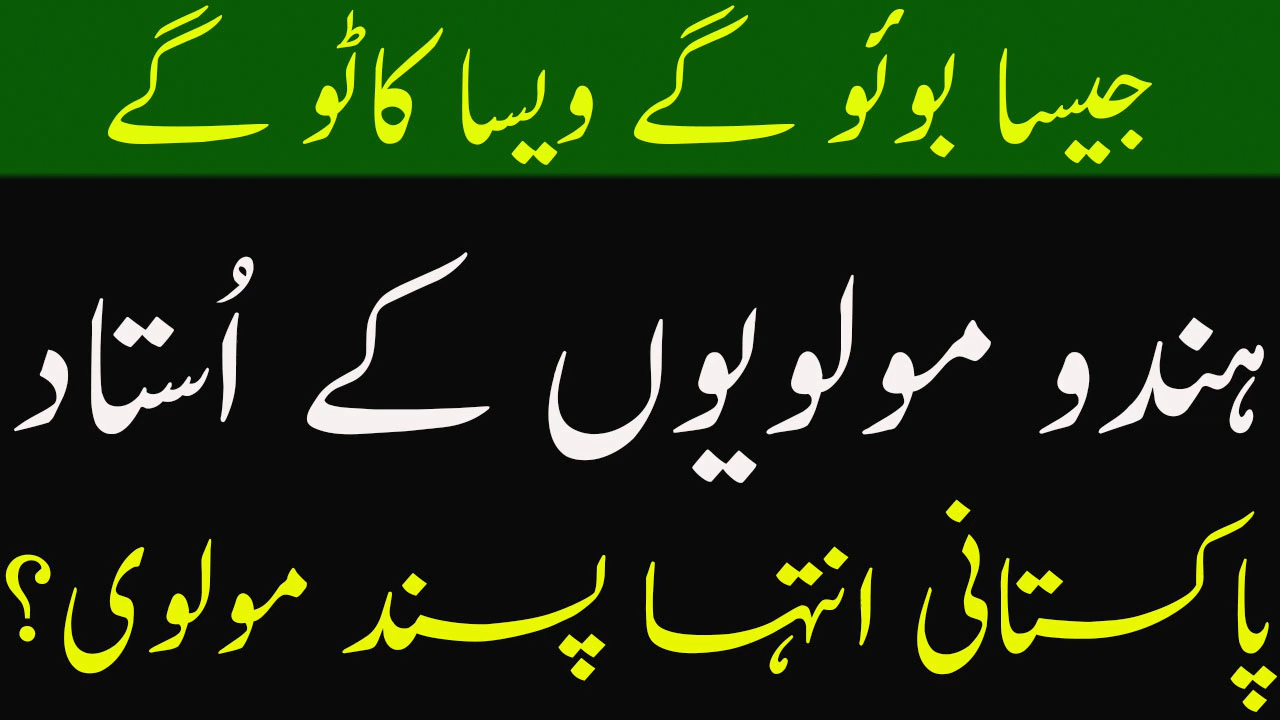 جیسا بوئو گے ویسا کاٹو گے
ہندو مولویوں کے اُستاد
پاکستانی انتہا پسند مولوی؟